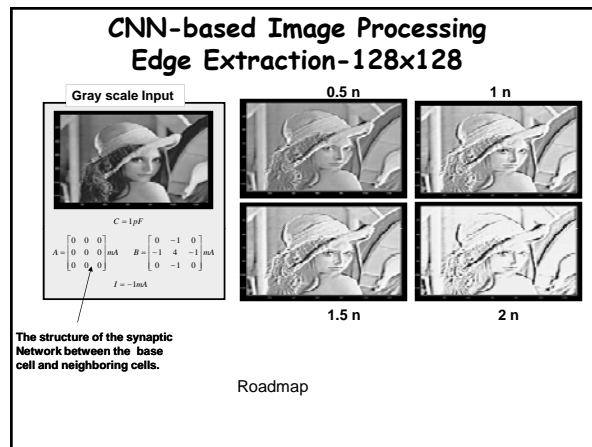 CNN-based Image Processing
Edge Extraction-128x128
Gray scale Input
0.5 n
1 n
C = 1pF
A = [0 0 0; 0 0 0; 0 0 0] mA B = [0 -1 0; -1 4 -1; 0 -1 0] mA
I = -1mA
1.5 n
2 n
The structure of the synaptic
Network between the base
cell and neighboring cells.
Roadmap